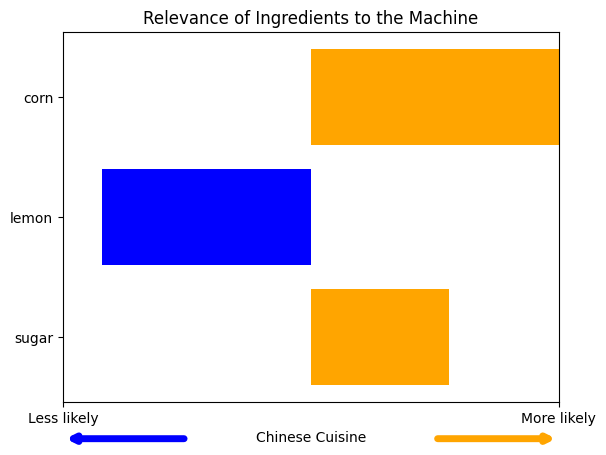 Relevance of Ingredients to the Machine
corn
lemon
sugar
Less likely
More likely
Chinese Cuisine